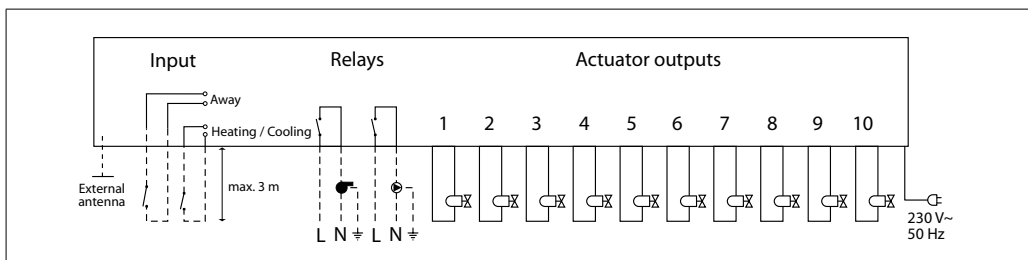 Input
Relays
Actuator outputs
Away
Heating / Cooling
1 2 3 4 5 6 7 8 9 10
External
antenna
max. 3 m
L N L N
230 V~
50 Hz